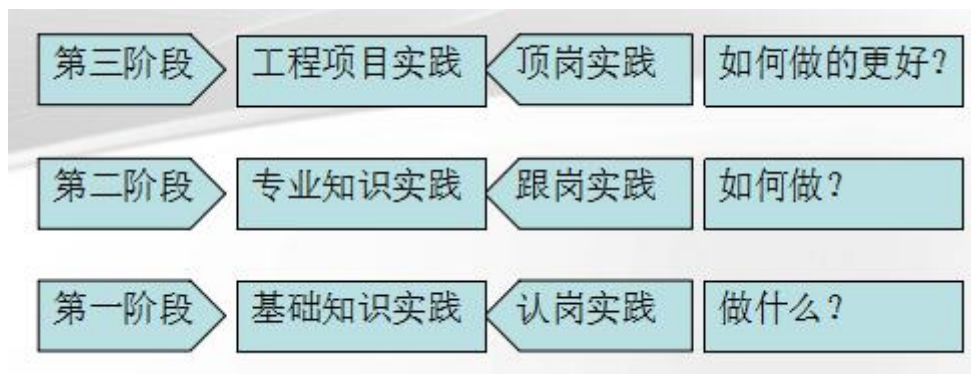 第三阶段 工程项目实践 顶岗实践 如何做的更好?
第二阶段 专业知识实践 跟岗实践 如何做?
第一阶段 基础知识实践 认岗实践 做什么?